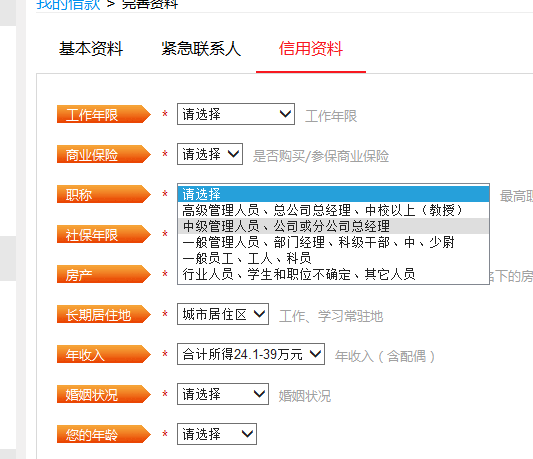 我的借款 > 完善资料
基本资料 紧急联系人 信用资料
工作年限 * 请选择 工作年限
商业保险 * 请选择 是否购买/参保商业保险
职称 * 请选择 最高职
高级管理人员、总公司总经理、中校以上（教授）
中级管理人员、公司或分公司总经理
社保年限 *
一般管理人员、部门经理、科级干部、中、少尉
一般员工、工人、科员
房产 * 行业人员、学生和职位不确定、其它人员 名下的房
长期居住地 * 城市居住区 工作、学习常驻地
年收入 * 合计所得24.1-39万元 年收入（含配偶）
婚姻状况 * 请选择 婚姻状况
您的年龄 * 请选择